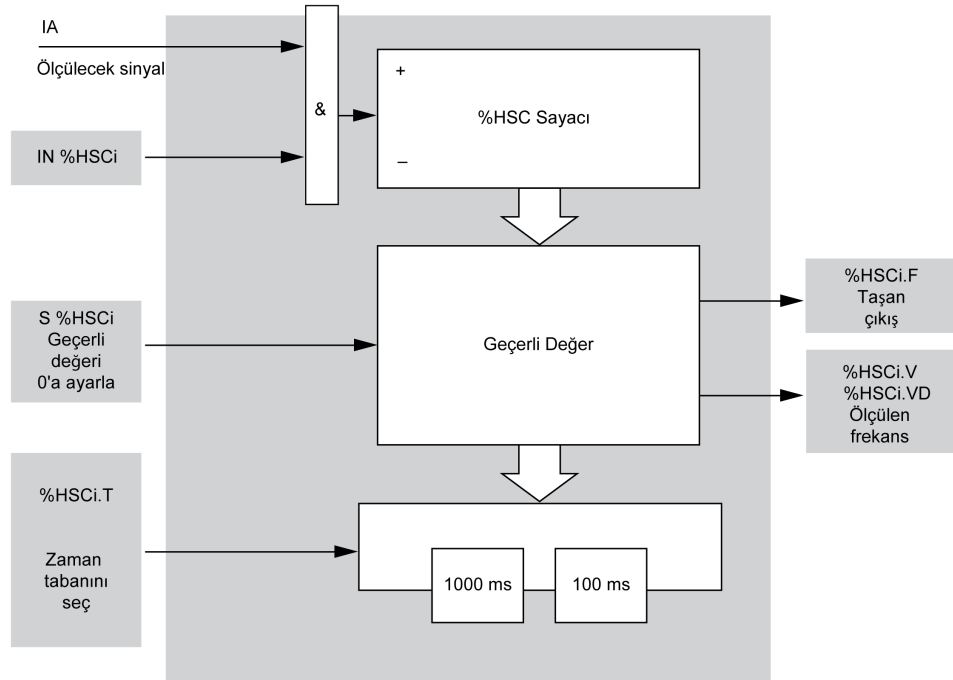 IA
Ölçülecek sinyal
&
+
%HSC Sayacı
–
IN %HSCi
S %HSCi
Geçerli
değeri
0'a ayarla
Geçerli Değer
%HSCi.F
Taşan
çıkış
%HSCi.V
%HSCi.VD
Ölçülen
frekans
%HSCi.T
Zaman
tabanını
seç
1000 ms
100 ms